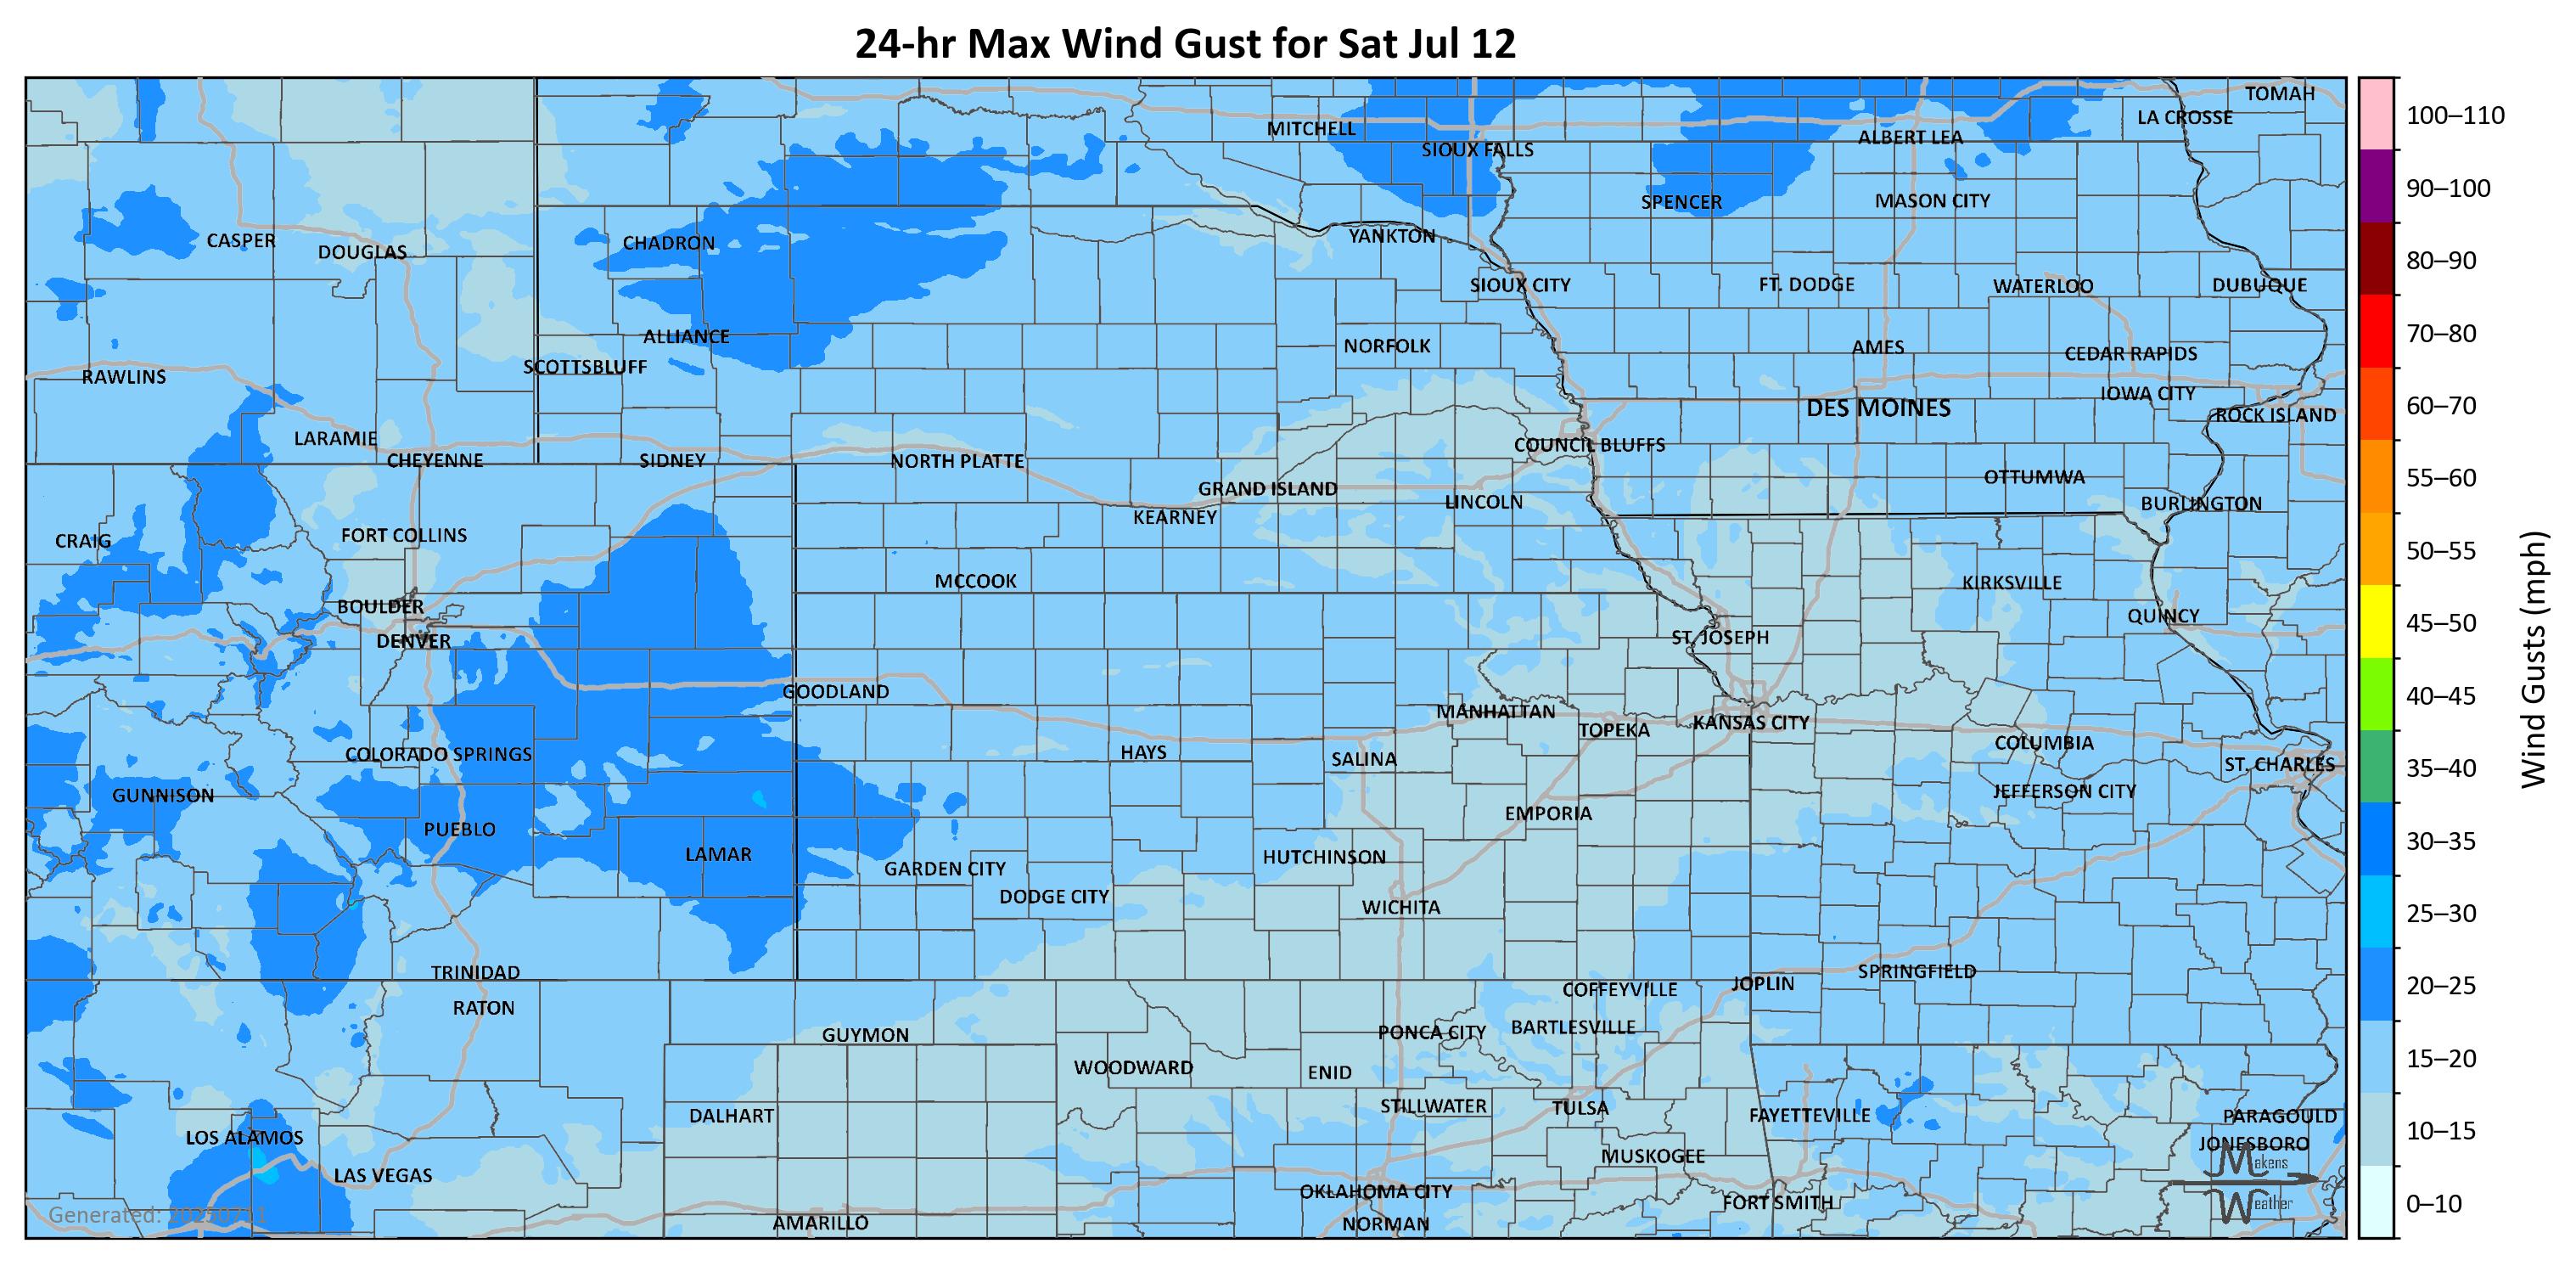 24-hr Max Wind Gust for Sat Jul 12
TOMAH
LA CROSSE
MITCHELL
ALBERT LEA
SIOUX FALLS
SPENCER
MASON CITY
CASPER
DOUGLAS
CHADRON
YANKTON
SIOUX CITY
FT. DODGE
WATERLOO
DUBUQUE
ALLIANCE
NORFOLK
AMES
CEDAR RAPIDS
SCOTTSBLUFF
RAWLINS
IOWA CITY
DES MOINES
ROCK ISLAND
LARAMIE
COUNCIL BLUFFS
CHEYENNE
SIDNEY
NORTH PLATTE
OTTUMWA
GRAND ISLAND
LINCOLN
BURLINGTON
KEARNEY
CRAIG
FORT COLLINS
MCCOOK
KIRKSVILLE
BOULDER
QUINCY
DENVER
ST. JOSEPH
GOODLAND
MANHATTAN
TOPEKA
KANSAS CITY
COLORADO SPRINGS
HAYS
SALINA
COLUMBIA
ST. CHARLES
GUNNISON
JEFFERSON CITY
PUEBLO
EMPORIA
LAMAR
GARDEN CITY
HUTCHINSON
DODGE CITY
WICHITA
TRINIDAD
SPRINGFIELD
JOPLIN
RATON
COFFEYVILLE
GUYMON
PONCA CITY
BARTLESVILLE
WOODWARD
ENID
DALHART
STILLWATER
TULSA
FAYETTEVILLE
PARAGOULD
LOS ALAMOS
JONESBORO
LAS VEGAS
MUSKOGEE
OKLAHOMA CITY
FORT SMITH
AMARILLO
NORMAN
Makens
Weather
Generated: 20250711
100–110
90–100
80–90
70–80
60–70
55–60
50–55
45–50
40–45
35–40
30–35
25–30
20–25
15–20
10–15
0–10
Wind Gusts (mph)